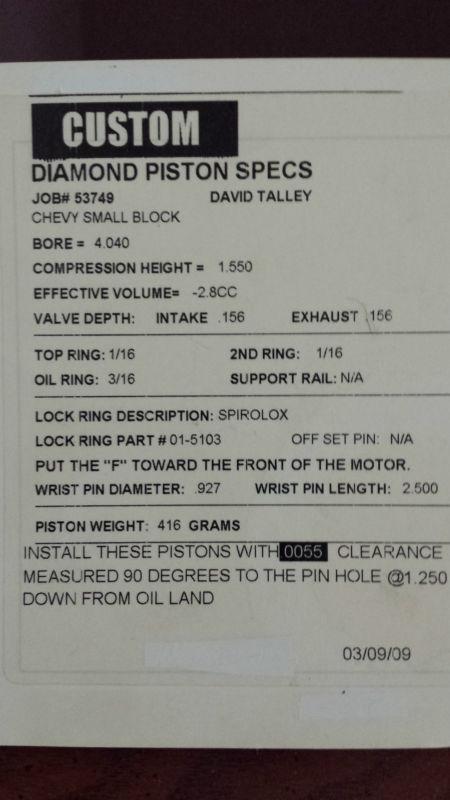 CUSTOM
DIAMOND PISTON SPECS
JOB# 53749 DAVID TALLEY
CHEVY SMALL BLOCK
BORE = 4.040
COMPRESSION HEIGHT = 1.550
EFFECTIVE VOLUME= -2.8CC
VALVE DEPTH: INTAKE .156 EXHAUST .156
TOP RING: 1/16 2ND RING: 1/16
OIL RING: 3/16 SUPPORT RAIL: N/A
LOCK RING DESCRIPTION: SPIROLOX
LOCK RING PART # 01-5103 OFF SET PIN: N/A
PUT THE "F" TOWARD THE FRONT OF THE MOTOR.
WRIST PIN DIAMETER: .927 WRIST PIN LENGTH: 2.500
PISTON WEIGHT: 416 GRAMS
INSTALL THESE PISTONS WITH 0055 CLEARANCE
MEASURED 90 DEGREES TO THE PIN HOLE @1.250
DOWN FROM OIL LAND
03/09/09